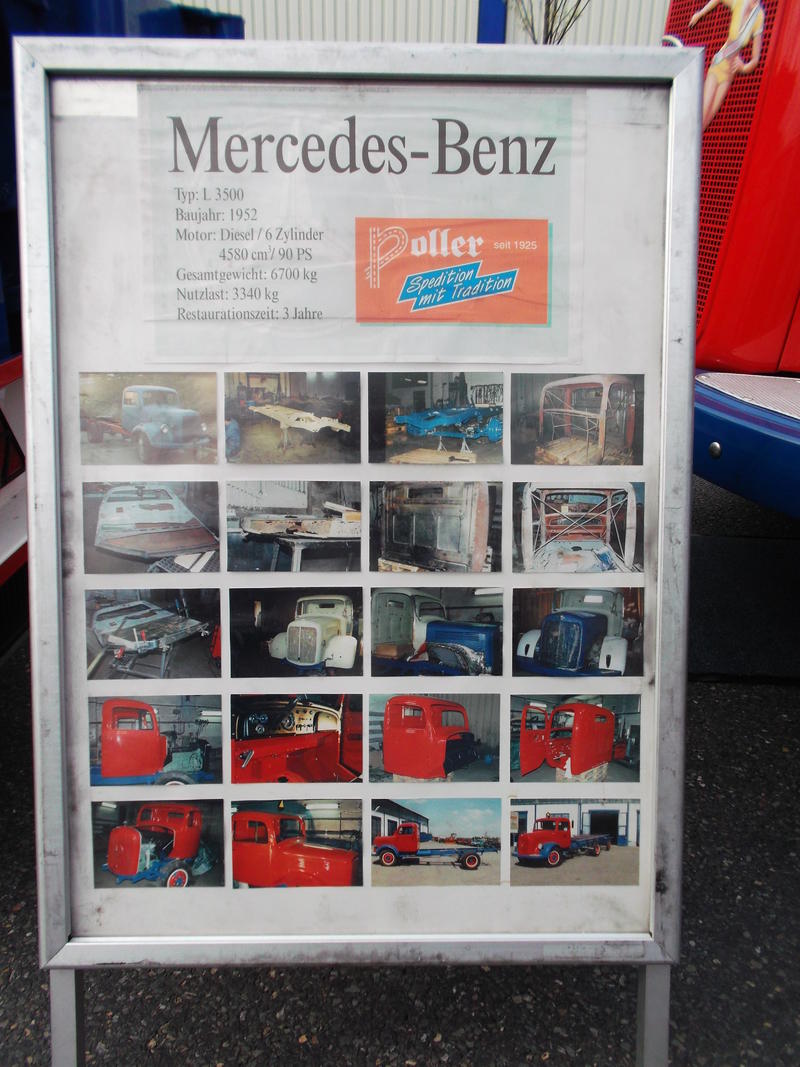 Mercedes-Benz
Typ: L 3500
Baujahr: 1952
Motor: Diesel / 6 Zylinder
4580 cm³/ 90 PS
Gesamtgewicht: 6700 kg
Nutzlast: 3340 kg
Restaurationszeit: 3 Jahre
Poller seit 1925
Spedition
mit Tradition